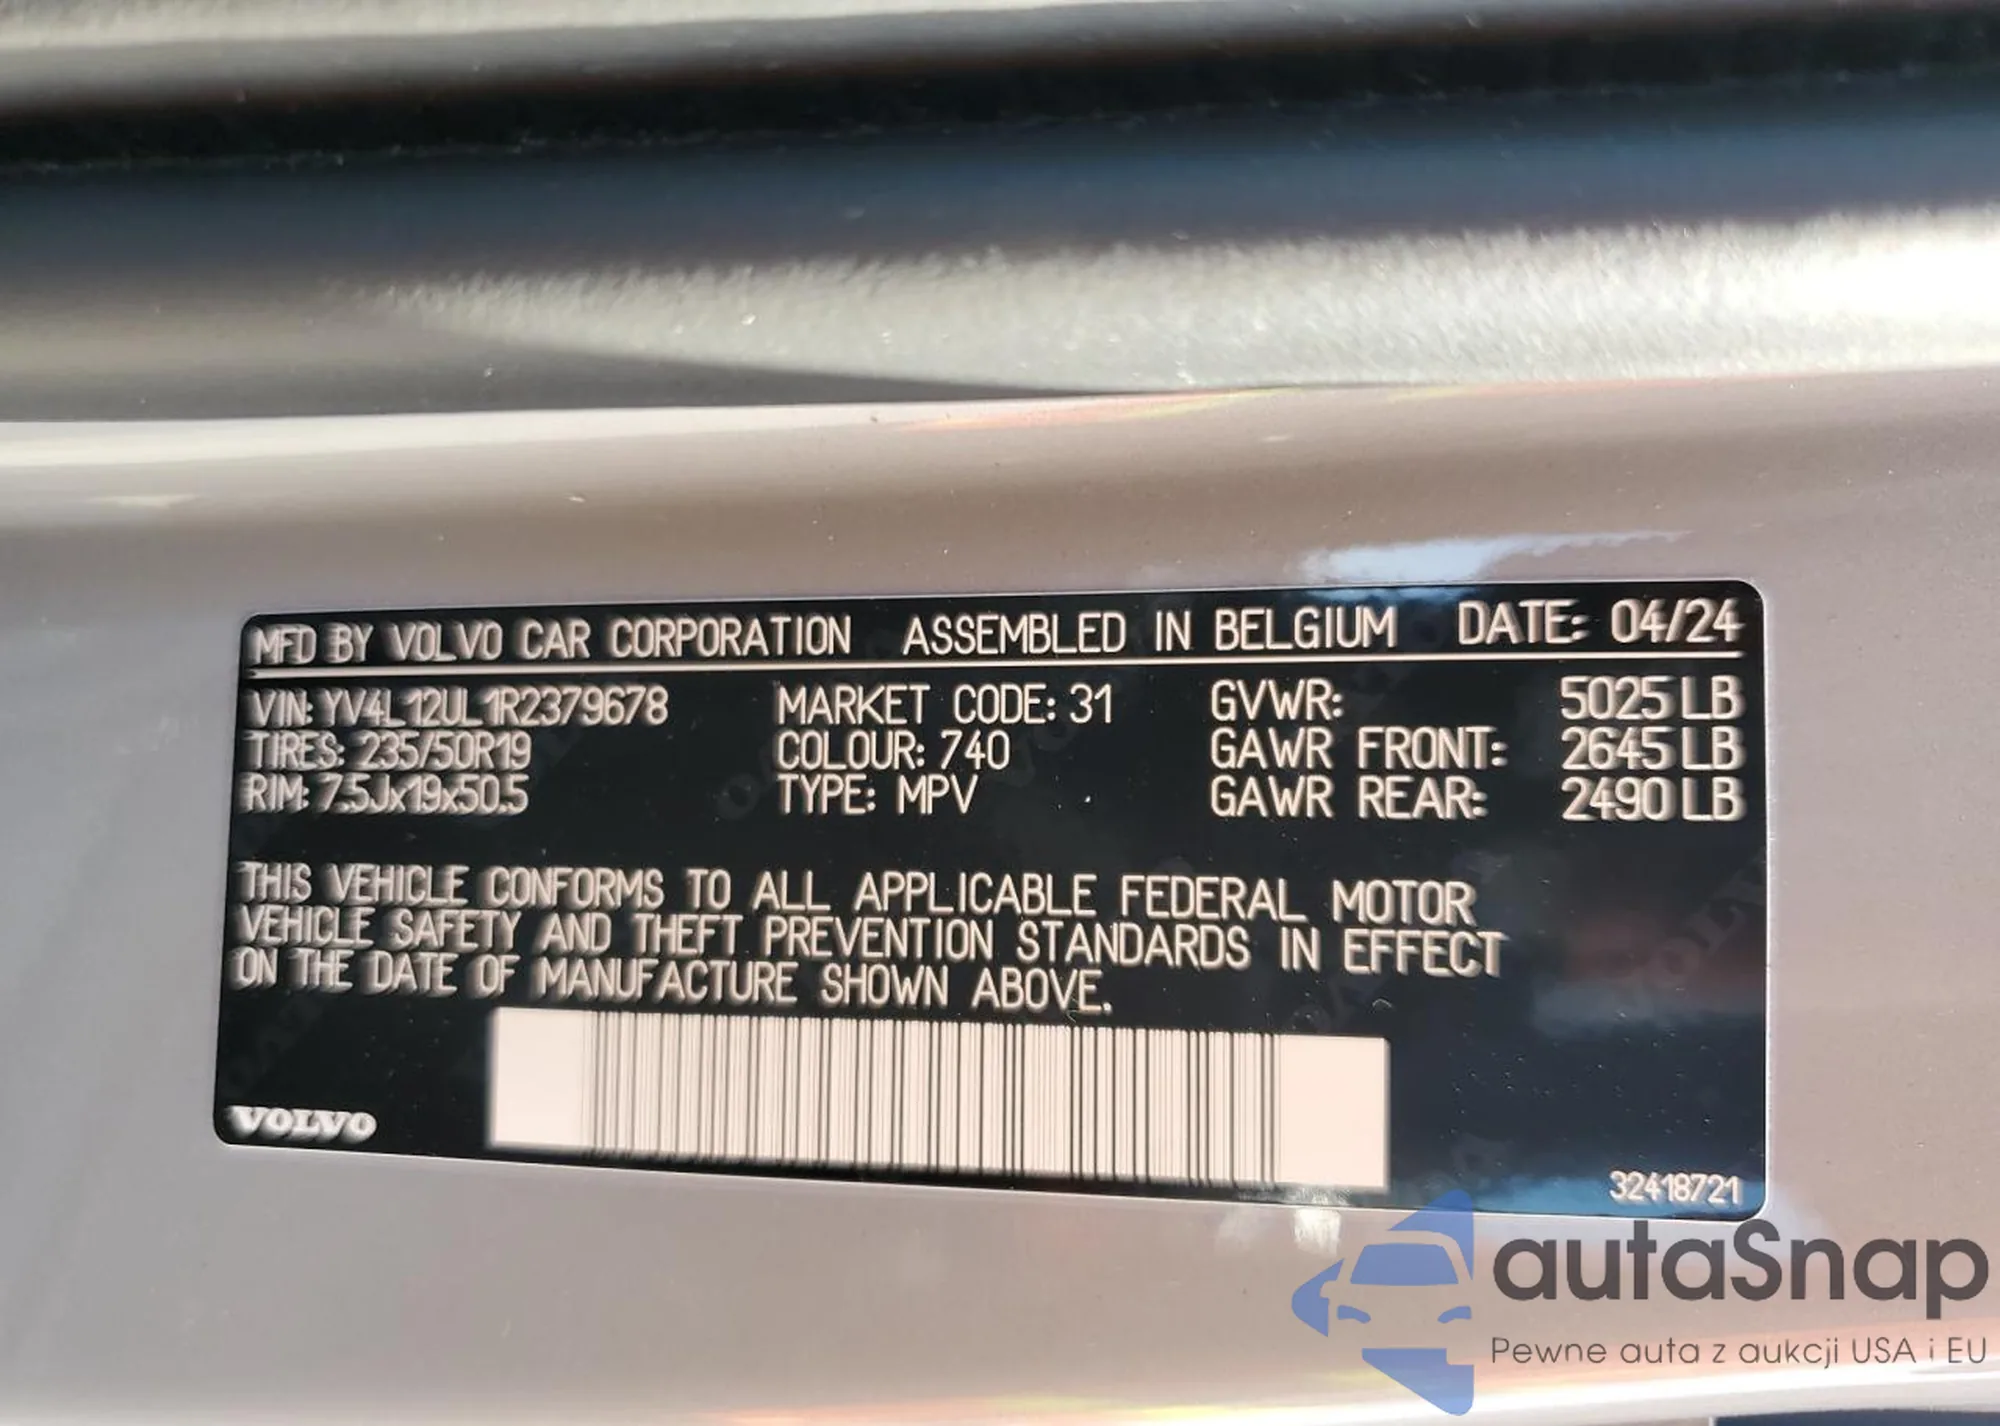 MFD BY VOLVO CAR CORPORATION ASSEMBLED IN BELGIUM DATE: 04/24
VIN: YV4L12UL1R2379678 MARKET CODE: 31 GVWR: 5025 LB
TIRES: 235/50R19 COLOUR: 740 GAWR FRONT: 2645 LB
RIM: 7.5Jx19x50.5 TYPE: MPV GAWR REAR: 2490 LB
THIS VEHICLE CONFORMS TO ALL APPLICABLE FEDERAL MOTOR
VEHICLE SAFETY AND THEFT PREVENTION STANDARDS IN EFFECT
ON THE DATE OF MANUFACTURE SHOWN ABOVE.
VOLVO
32418721
autaSnap
Pewne auta z aukcji USA i EU